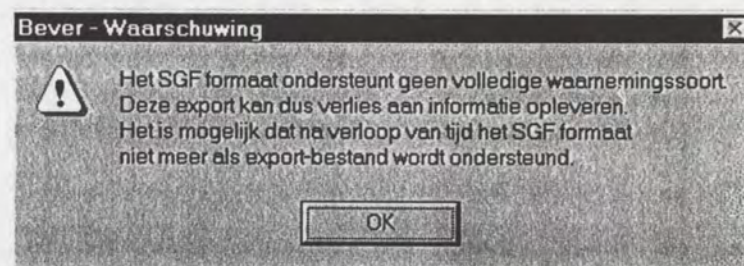 Bever - Waarschuwing
Het SGF formaat ondersteunt geen volledige waarnemingssoort.
Deze export kan dus verlies aan informatie opleveren.
Het is mogelijk dat na verloop van tijd het SGF formaat
niet meer als export-bestand wordt ondersteund.
OK